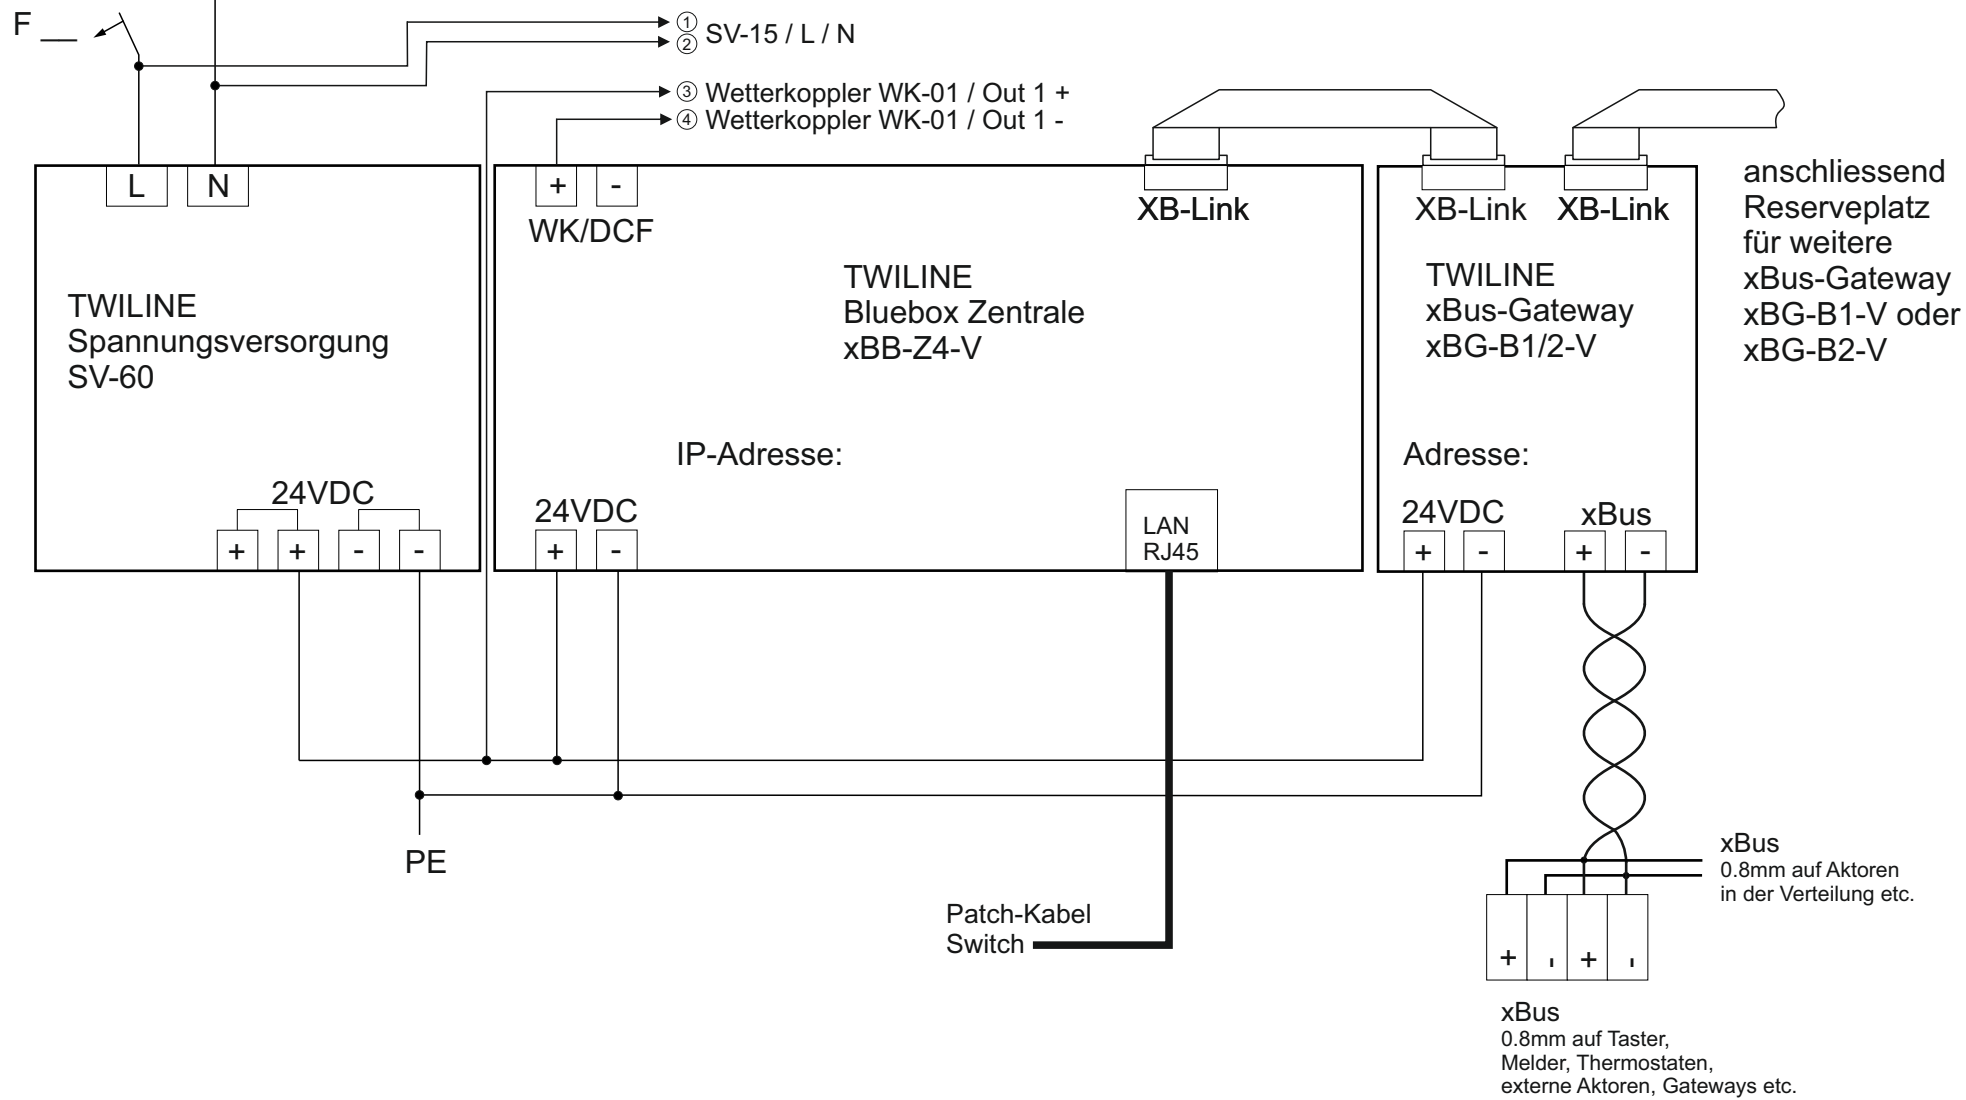 F __
① SV-15 / L / N
②
③ Wetterkoppler WK-01 / Out 1 +
④ Wetterkoppler WK-01 / Out 1 -
L N
+ -
WK/DCF
XB-Link
XB-Link XB-Link
anschliessend
Reserveplatz
für weitere
xBus-Gateway
xBG-B1-V oder
xBG-B2-V
TWILINE
Spannungsversorgung
SV-60
TWILINE
Bluebox Zentrale
xBB-Z4-V
TWILINE
xBus-Gateway
xBG-B1/2-V
IP-Adresse:
Adresse:
24VDC
+ + - -
24VDC
+ -
LAN
RJ45
24VDC
+ -
xBus
+ -
PE
Patch-Kabel
Switch
xBus
0.8mm auf Aktoren
in der Verteilung etc.
+ - + -
xBus
0.8mm auf Taster,
Melder, Thermostaten,
externe Aktoren, Gateways etc.